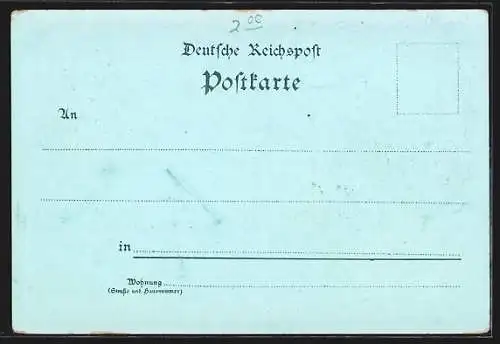 2 00
Deutsche Reichspost
Postkarte
An
in
Wohnung
(Straße und Hausnummer)